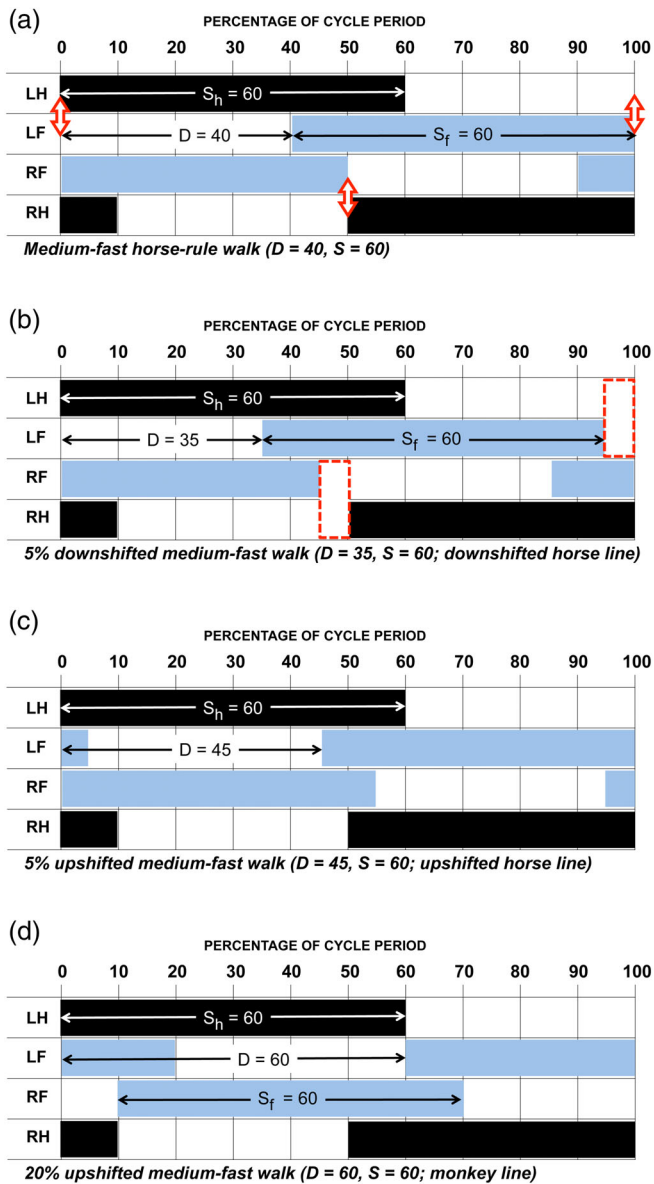 (a)
PERCENTAGE OF CYCLE PERIOD
0 10 20 30 40 50 60 70 80 90 100
LH S_h = 60
LF D = 40 S_f = 60
RF
RH
Medium-fast horse-rule walk (D = 40, S = 60)
(b)
PERCENTAGE OF CYCLE PERIOD
0 10 20 30 40 50 60 70 80 90 100
LH S_h = 60
LF D = 35 S_f = 60
RF
RH
5% downshifted medium-fast walk (D = 35, S = 60; downshifted horse line)
(c)
PERCENTAGE OF CYCLE PERIOD
0 10 20 30 40 50 60 70 80 90 100
LH S_h = 60
LF D = 45
RF
RH
5% upshifted medium-fast walk (D = 45, S = 60; upshifted horse line)
(d)
PERCENTAGE OF CYCLE PERIOD
0 10 20 30 40 50 60 70 80 90 100
LH S_h = 60
LF D = 60
RF S_f = 60
RH
20% upshifted medium-fast walk (D = 60, S = 60; monkey line)